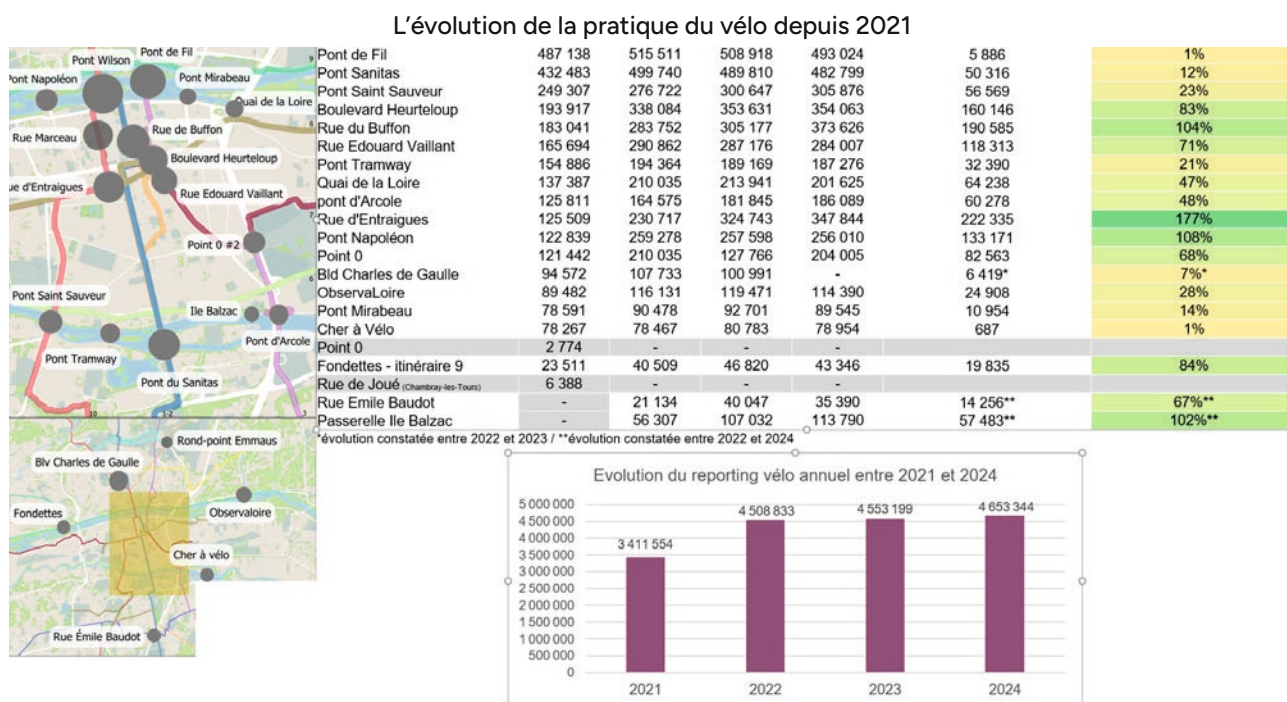 L'évolution de la pratique du vélo depuis 2021
Pont Wilson
Pont de Fil
9
Pont Napoléon
Pont Mirabeau
Quai de la Loire
8
Rue Marceau
Rue de Buffon
Boulevard Heurteloup
Rue d'Entraigues
Rue Edouard Vaillant
7
Point 0 #2
6
Pont Saint Sauveur
Ile Balzac
Pont Tramway
Pont d'Arcole
Pont du Sanitas
10
1-2
3
Rond-point Emmaus
Blv Charles de Gaulle
Fondettes
Observaloire
Cher à vélo
Rue Émile Baudot
Pont de Fil 487 138 515 511 508 918 493 024 5 886 1%
Pont Sanitas 432 483 499 740 489 810 482 799 50 316 12%
Pont Saint Sauveur 249 307 276 722 300 647 305 876 56 569 23%
Boulevard Heurteloup 193 917 338 084 353 631 354 063 160 146 83%
Rue du Buffon 183 041 283 752 305 177 373 626 190 585 104%
Rue Edouard Vaillant 165 694 290 862 287 176 284 007 118 313 71%
Pont Tramway 154 886 194 364 189 169 187 276 32 390 21%
Quai de la Loire 137 387 210 035 213 941 201 625 64 238 47%
pont d'Arcole 125 811 164 575 181 845 186 089 60 278 48%
Rue d'Entraigues 125 509 230 717 324 743 347 844 222 335 177%
Pont Napoléon 122 839 259 278 257 598 256 010 133 171 108%
Point 0 121 442 210 035 127 766 204 005 82 563 68%
Bld Charles de Gaulle 94 572 107 733 100 991 - 6 419* 7%*
ObservaLoire 89 482 116 131 119 471 114 390 24 908 28%
Pont Mirabeau 78 591 90 478 92 701 89 545 10 954 14%
Cher à Vélo 78 267 78 467 80 783 78 954 687 1%
Point 0 2 774 - - -
Fondettes - itinéraire 9 23 511 40 509 46 820 43 346 19 835 84%
Rue de Joué (Chambray-les-Tours) 6 388 - - -
Rue Emile Baudot - 21 134 40 047 35 390 14 256** 67%**
Passerelle Ile Balzac - 56 307 107 032 113 790 57 483** 102%**
*évolution constatée entre 2022 et 2023 / **évolution constatée entre 2022 et 2024
Evolution du reporting vélo annuel entre 2021 et 2024
5 000 000
4 500 000
4 000 000
3 500 000
3 000 000
2 500 000
2 000 000
1 500 000
1 000 000
500 000
0
3 411 554
4 508 833
4 553 199
4 653 344
2021 2022 2023 2024